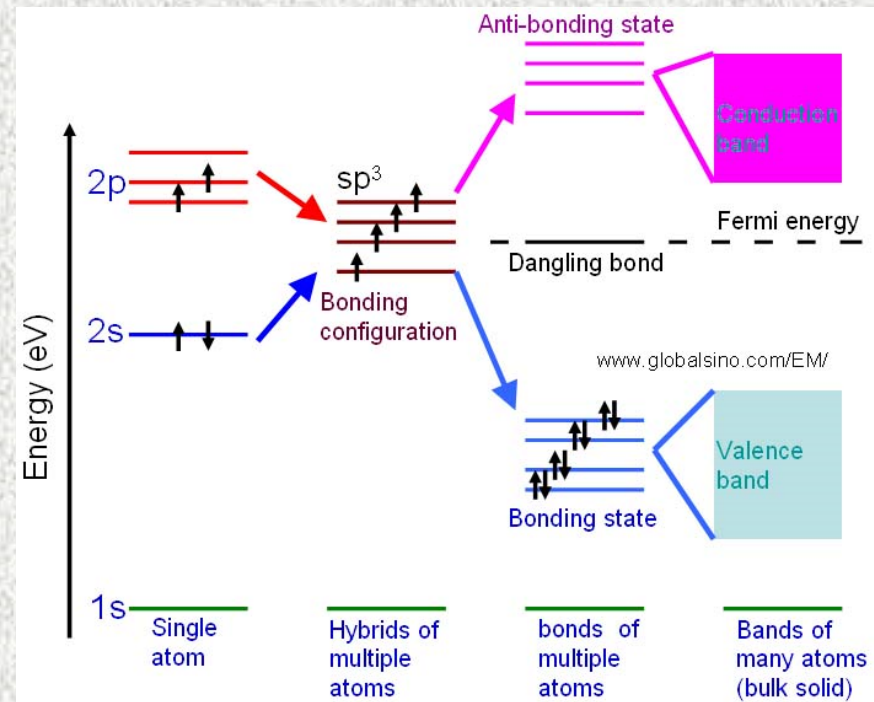 Anti-bonding state
Conduction
band
2p
sp³
Fermi energy
Dangling bond
Bonding
configuration
2s
www.globalsino.com/EM/
Energy (eV)
Valence
band
Bonding state
1s
Single
atom
Hybrids of
multiple
atoms
bonds of
multiple
atoms
Bands of
many atoms
(bulk solid)